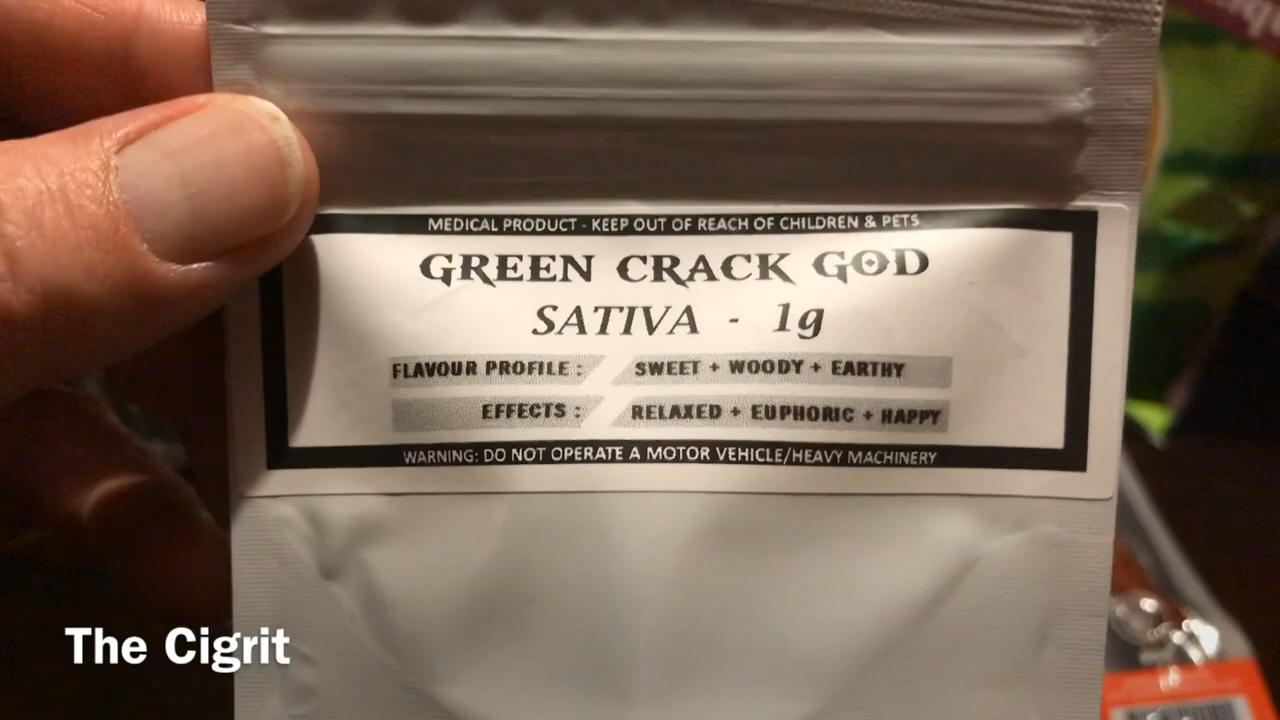 MEDICAL PRODUCT - KEEP OUT OF REACH OF CHILDREN & PETS
GREEN CRACK GOD
SATIVA - 1g
FLAVOUR PROFILE : SWEET + WOODY + EARTHY
EFFECTS : RELAXED + EUPHORIC + HAPPY
WARNING: DO NOT OPERATE A MOTOR VEHICLE/HEAVY MACHINERY
The Cigrit